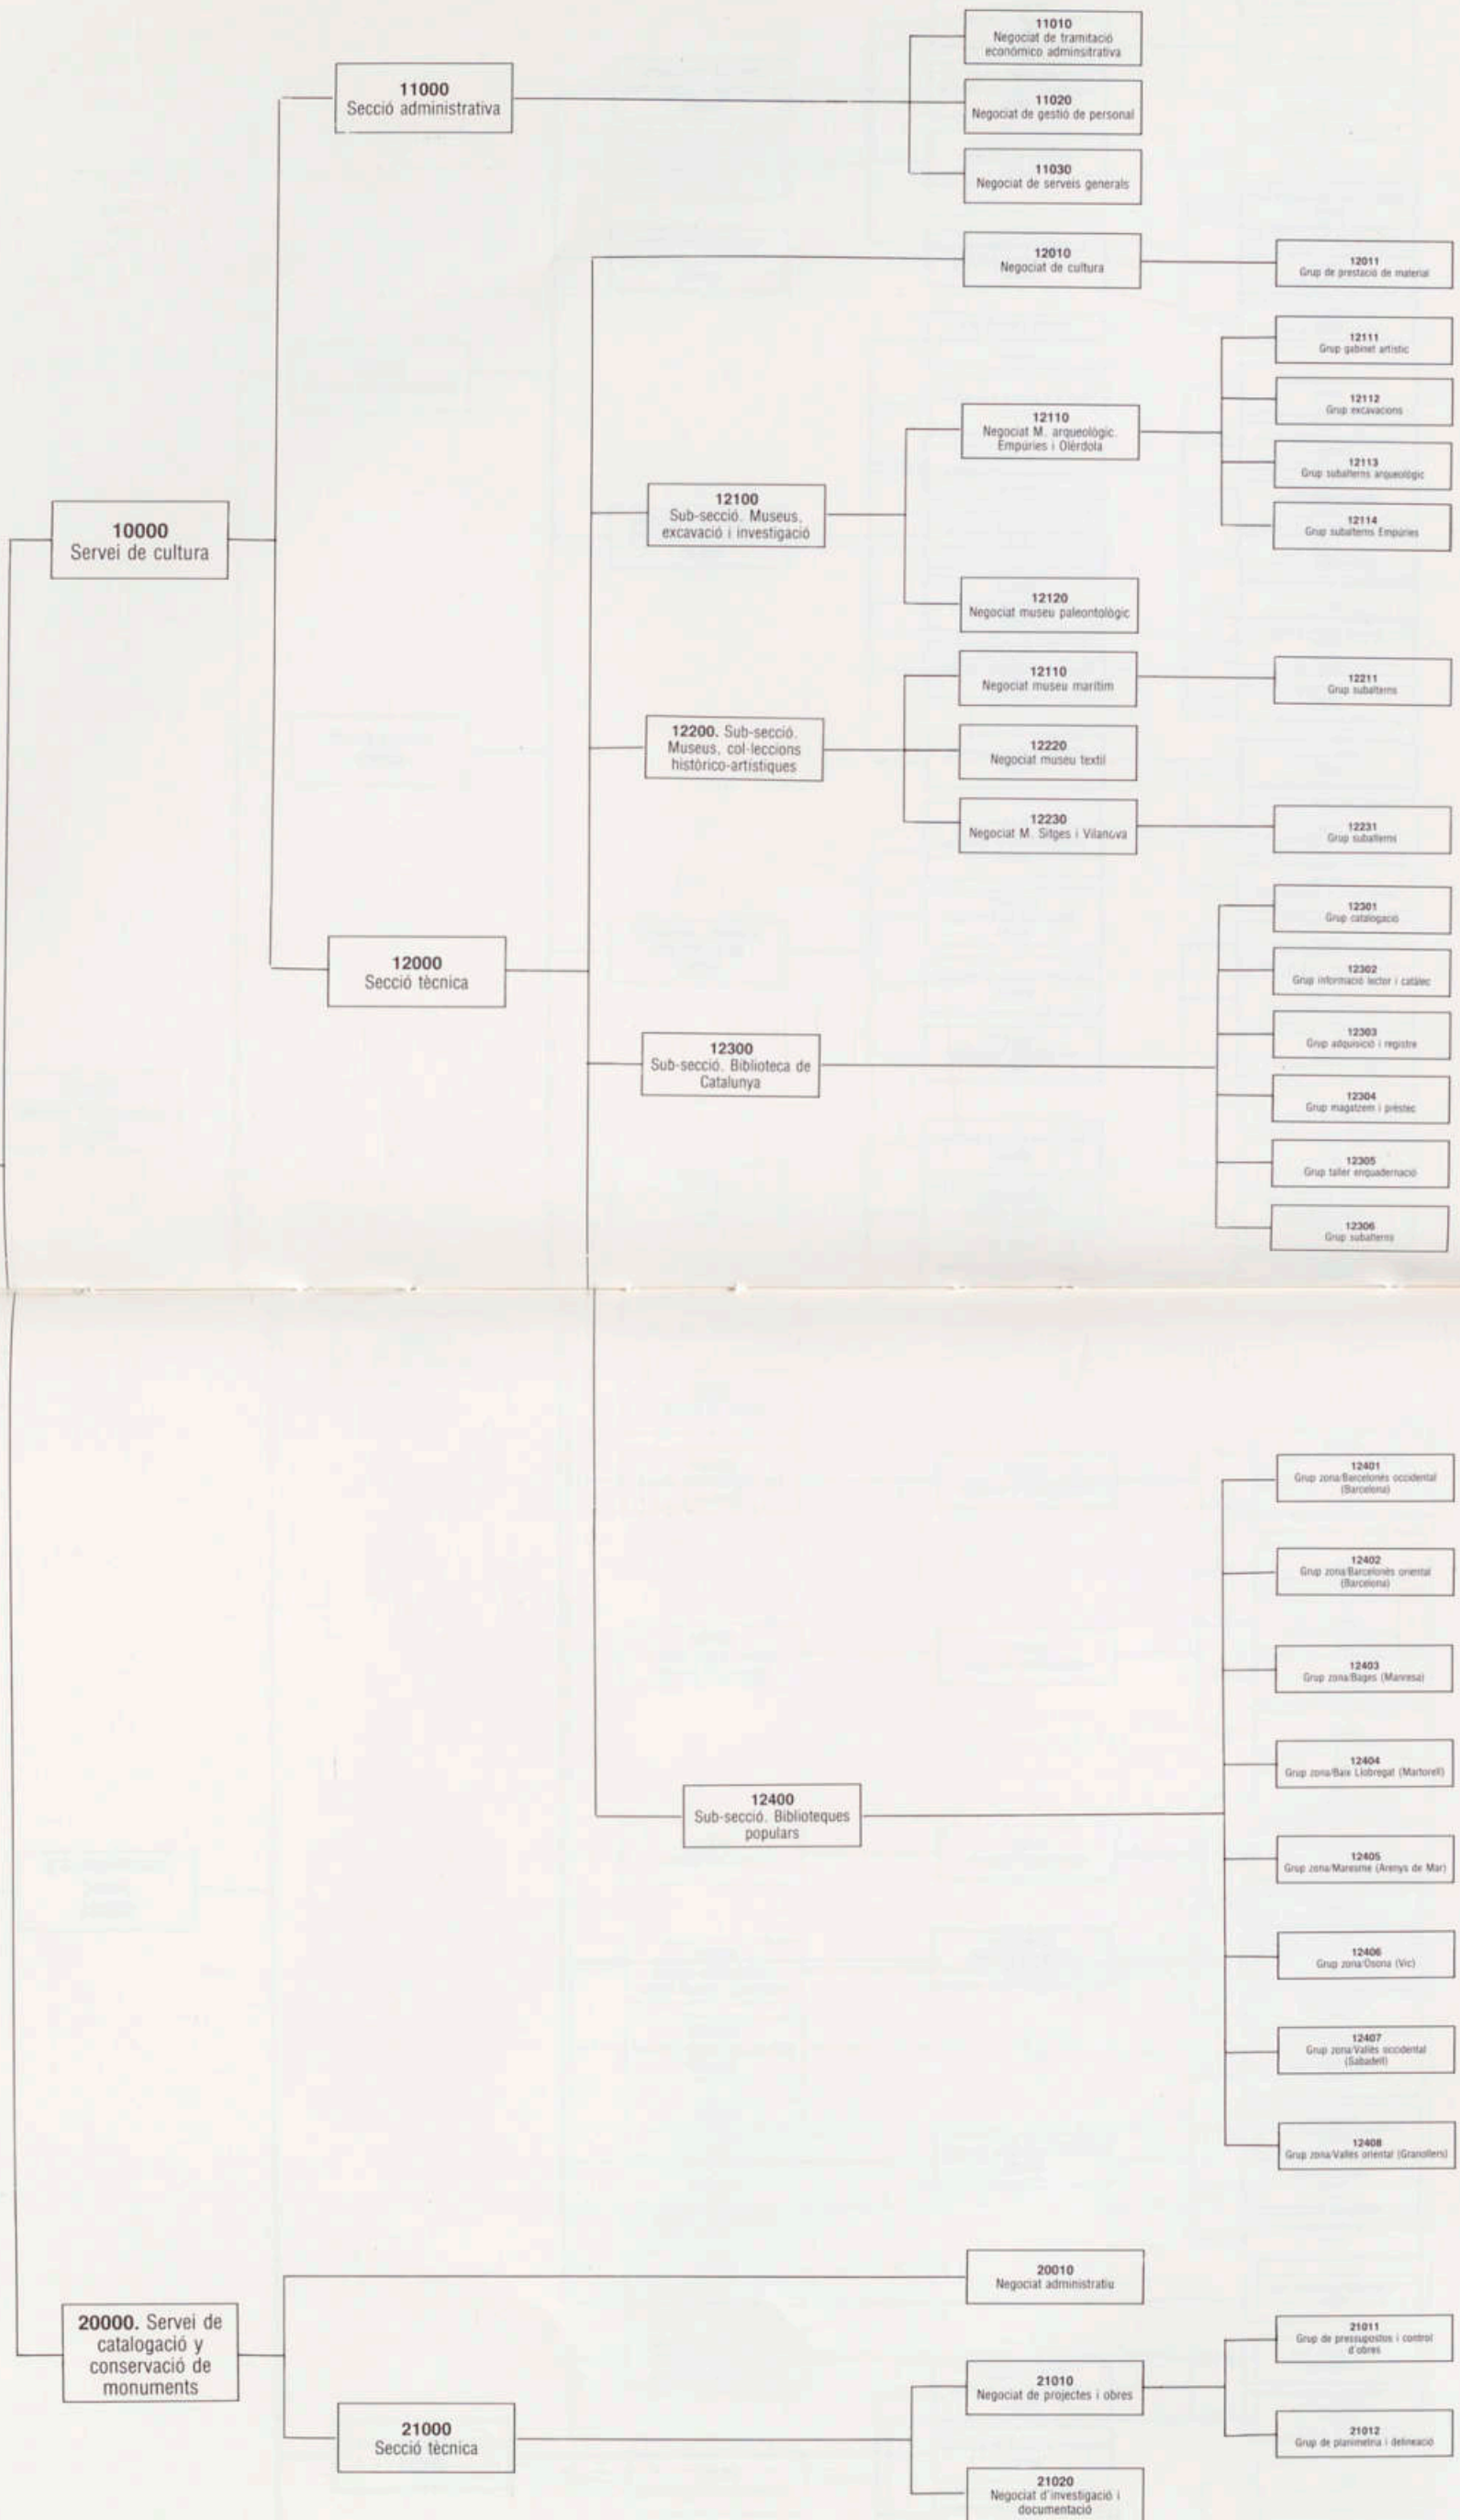 11010
Negociat de tramitació
económico adminsitrativa
11000
Secció administrativa
11020
Negociat de gestió de personal
11030
Negociat de serveis generals
12010
Negociat de cultura
12011
Grup de prestació de material
12111
Grup gabinet artístic
12112
Grup excavacions
12110
Negociat M. arqueològic.
Empúries i Olèrdola
12113
Grup subalterns arqueològic
12114
Grup subalterns Empúries
12100
Sub-secció. Museus,
excavació i investigació
10000
Servei de cultura
12120
Negociat museu paleontològic
12110
Negociat museu marítim
12211
Grup subalterns
12200. Sub-secció.
Museus, col·leccions
històrico-artístiques
12220
Negociat museu textil
12230
Negociat M. Sitges i Vilanova
12231
Grup subalterns
12301
Grup catalogació
12000
Secció tècnica
12302
Grup informació lector i catàlec
12303
Grup adquisició i registre
12300
Sub-secció. Biblioteca de
Catalunya
12304
Grup magatzem i préstec
12305
Grup taller enquadernació
12306
Grup subalterns
12401
Grup zona/Barcelonès occidental
(Barcelona)
12402
Grup zona/Barcelonès oriental
(Barcelona)
12403
Grup zona/Bages (Manresa)
12404
Grup zona/Baix Llobregat (Martorell)
12400
Sub-secció. Biblioteques
populars
12405
Grup zona/Maresme (Arenys de Mar)
12406
Grup zona/Osona (Vic)
12407
Grup zona/Vallès occidental
(Sabadell)
12408
Grup zona/Valles oriental (Granollers)
20010
Negociat administratiu
20000. Servei de
catalogació y
conservació de
monuments
21011
Grup de pressupostos i control
d'obres
21010
Negociat de projectes i obres
21000
Secció tècnica
21012
Grup de planimetria i delineació
21020
Negociat d'investigació i
documentació